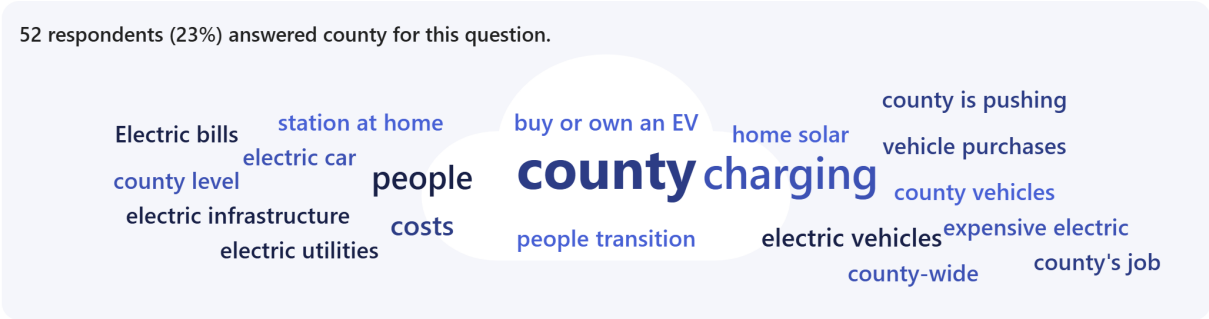 52 respondents (23%) answered county for this question.
county is pushing
station at home
buy or own an EV
Electric bills
home solar
vehicle purchases
electric car
county
charging
people
county level
county vehicles
electric infrastructure
costs
expensive electric
people transition
electric vehicles
electric utilities
county's job
county-wide